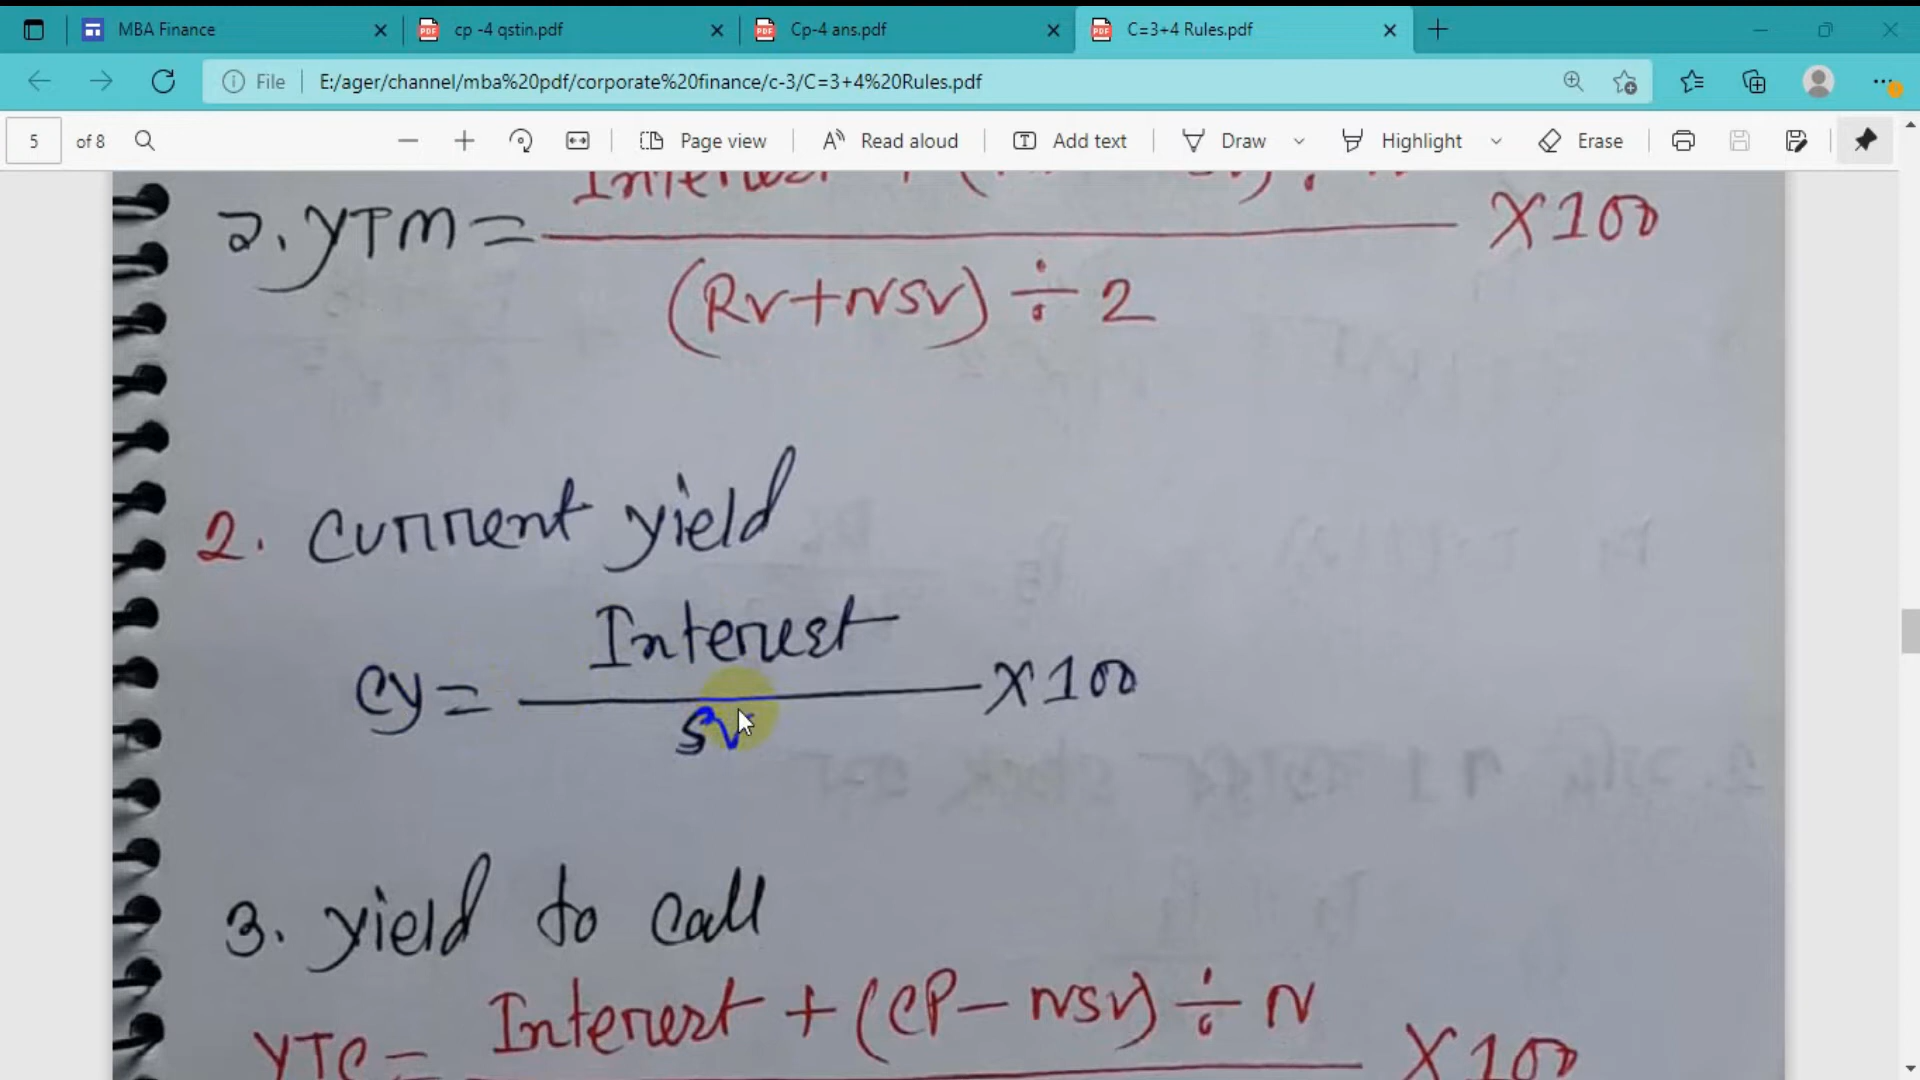 MBA Finance
cp -4 qstin.pdf
Cp-4 ans.pdf
C=3+4 Rules.pdf
File
E:/ager/channel/mba%20pdf/corporate%20finance/c-3/C=3+4%20Rules.pdf
5 of 8
Page view
Read aloud
Add text
Draw
Highlight
Erase
Interest + ÷ N
2. YTM = ——— X100
(RV+NSV) ÷ 2
2. Current yield
Interest
CY = ——— X100
SV
3. yield to call
Interest + (CP - NSV) ÷ N
YTC = ——— X100